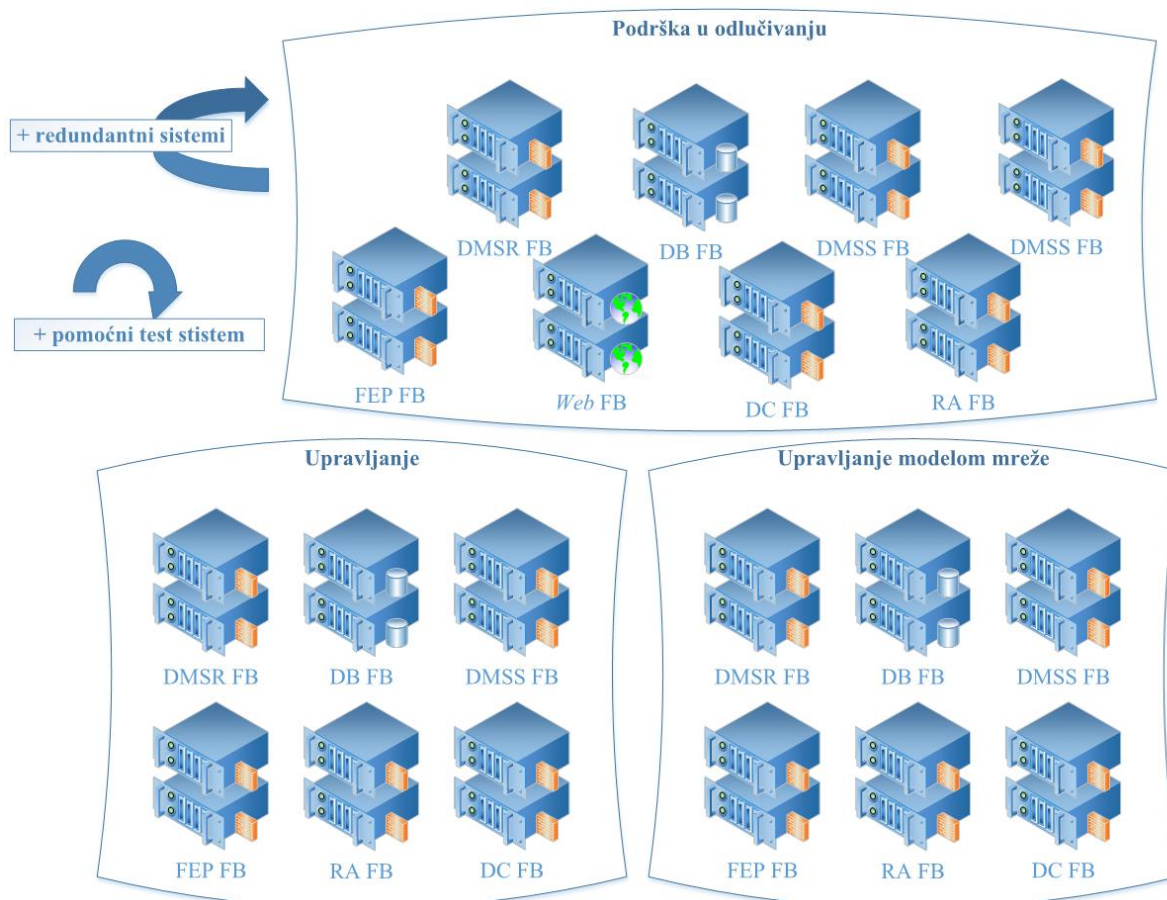 Podrška u odlučivanju
+ redundantni sistemi
DMSR FB
DB FB
DMSS FB
DMSS FB
+ pomoćni test stistem
FEP FB
Web FB
DC FB
RA FB
Upravljanje
DMSR FB
DB FB
DMSS FB
FEP FB
RA FB
DC FB
Upravljanje modelom mreže
DMSR FB
DB FB
DMSS FB
FEP FB
RA FB
DC FB